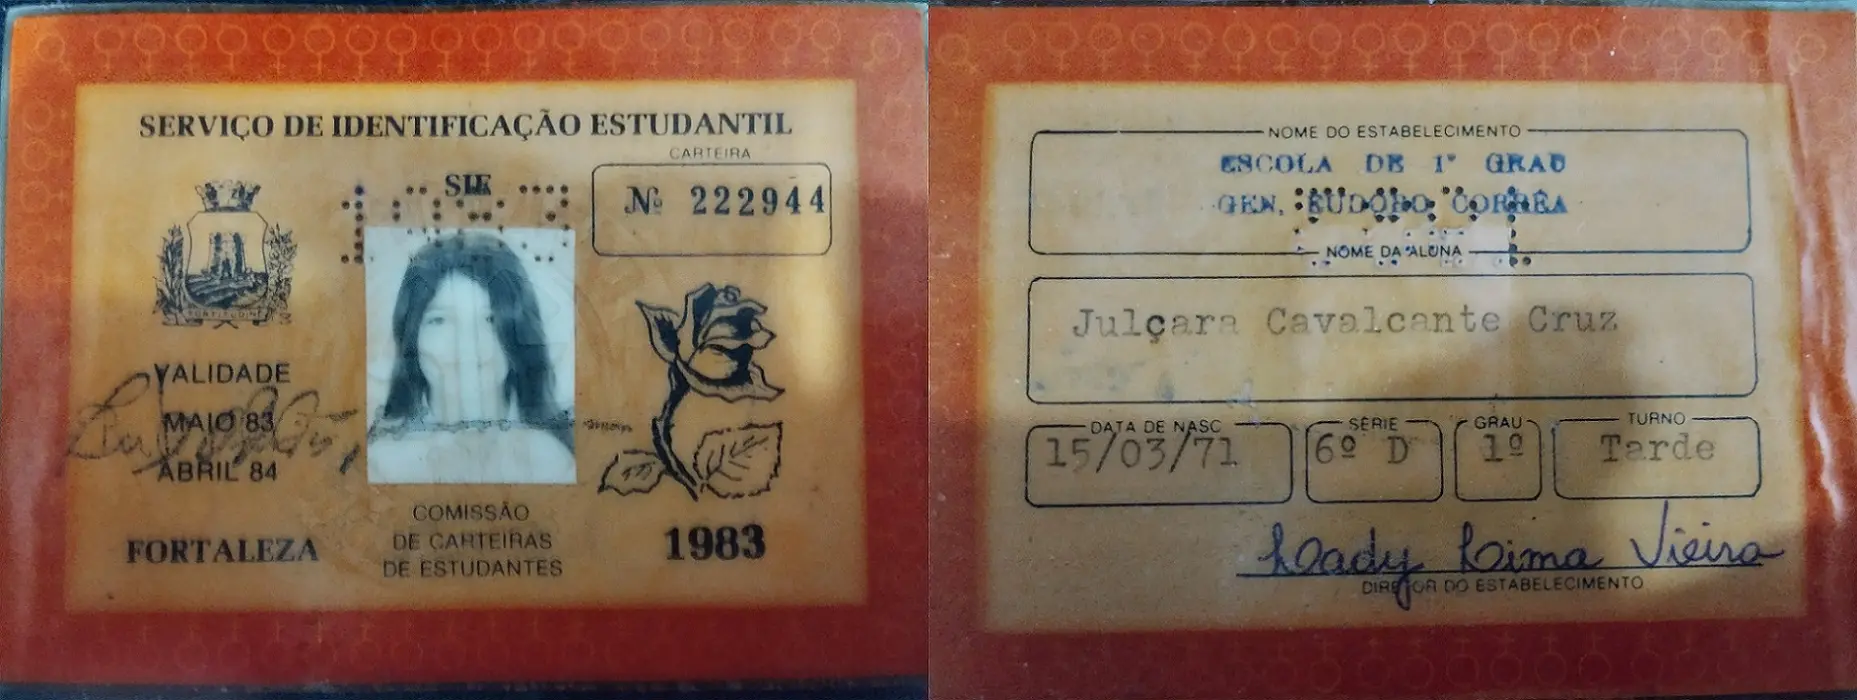 SERVIÇO DE IDENTIFICAÇÃO ESTUDANTIL
CARTEIRA
SIE
Nº 222944
FORTITUDINE
VALIDADE
MAIO 83
ABRIL 84
FORTALEZA
COMISSÃO
DE CARTEIRAS
DE ESTUDANTES
1983
NOME DO ESTABELECIMENTO
ESCOLA DE 1º GRAU
GEN. EUDORO CORRÊA
NOME DA ALUNA
Julçara Cavalcante Cruz
DATA DE NASC
15/03/71
SÉRIE
6º D
GRAU
1º
TURNO
Tarde
Lady Lima Vieira
DIRETOR DO ESTABELECIMENTO